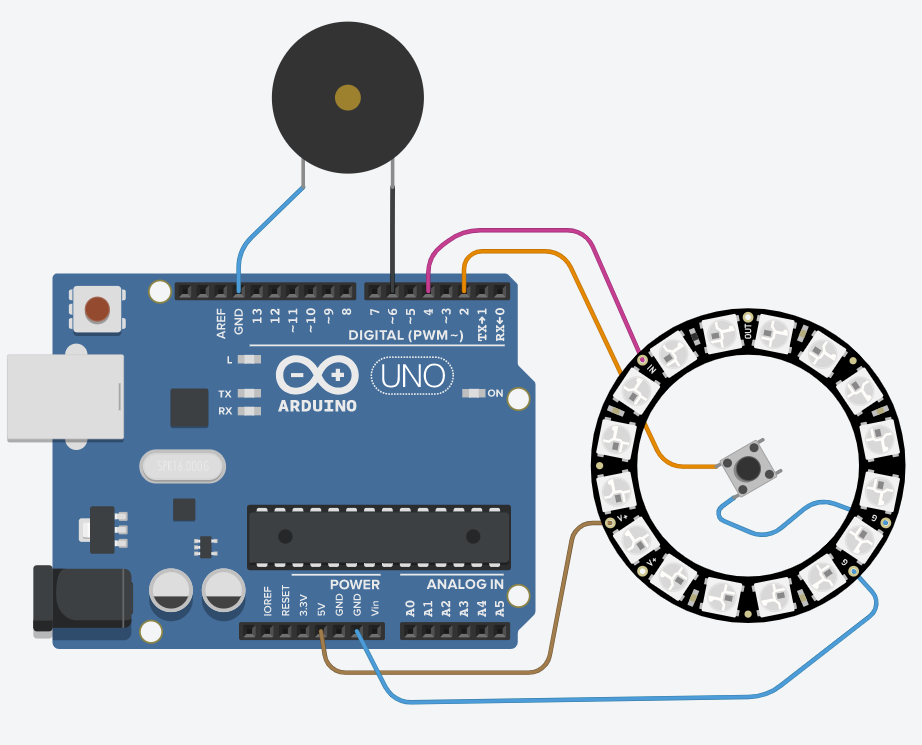 AREF
GND
13
12
~11
~10
~9
8
7
~6
~5
4
~3
2
TX→1
RX←0
DIGITAL (PWM~)
L
TX
RX
UNO
ARDUINO
ON
SPK16.000G
IN
OUT
G
G
V+
V+
POWER
ANALOG IN
IOREF
RESET
3.3V
5V
GND
GND
Vin
A0
A1
A2
A3
A4
A5